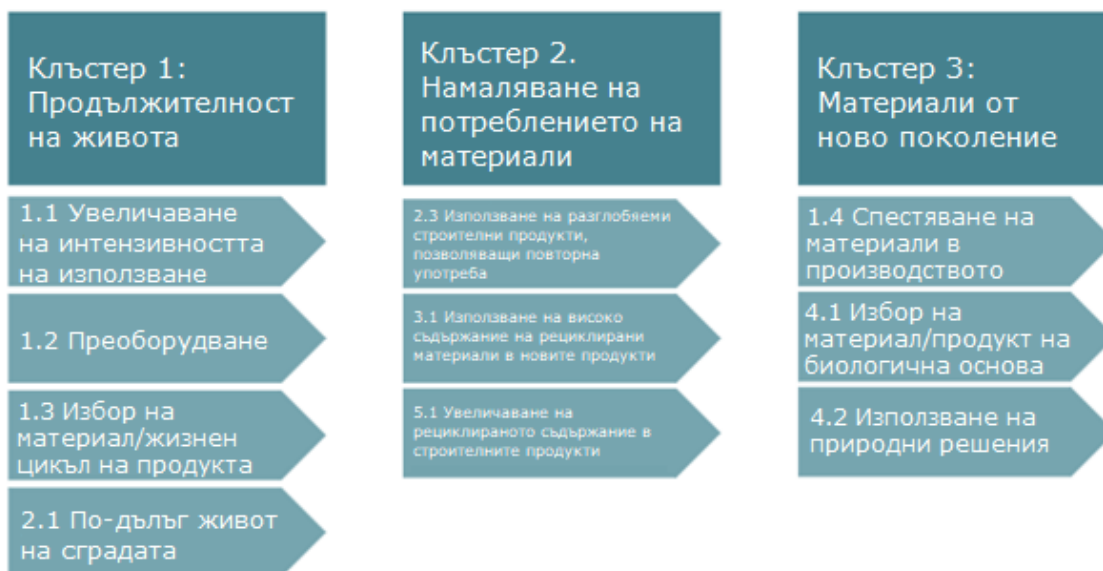 Клъстер 1:
Продължителност
на живота
1.1 Увеличаване
на интензивността
на използване
1.2 Преоборудване
1.3 Избор на
материал/жизнен
цикъл на продукта
2.1 По-дълъг живот
на сградата
Клъстер 2.
Намаляване на
потреблението на
материали
2.3 Използване на разглобяеми
строителни продукти,
позволяващи повторна
употреба
3.1 Използване на високо
съдържание на рециклирани
материали в новите продукти
5.1 Увеличаване на
рециклираното съдържание в
строителните продукти
Клъстер 3:
Материали от
ново поколение
1.4 Спестяване на
материали в
производството
4.1 Избор на
материал/продукт на
биологична основа
4.2 Използване на
природни решения